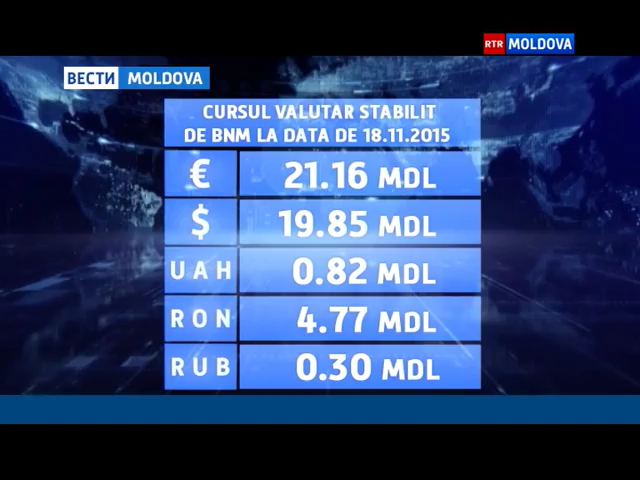 RTR MOLDOVA
ВЕСТИ MOLDOVA
CURSUL VALUTAR STABILIT
DE BNM LA DATA DE 18.11.2015
€ 21.16 MDL
$ 19.85 MDL
UAH 0.82 MDL
RON 4.77 MDL
RUB 0.30 MDL